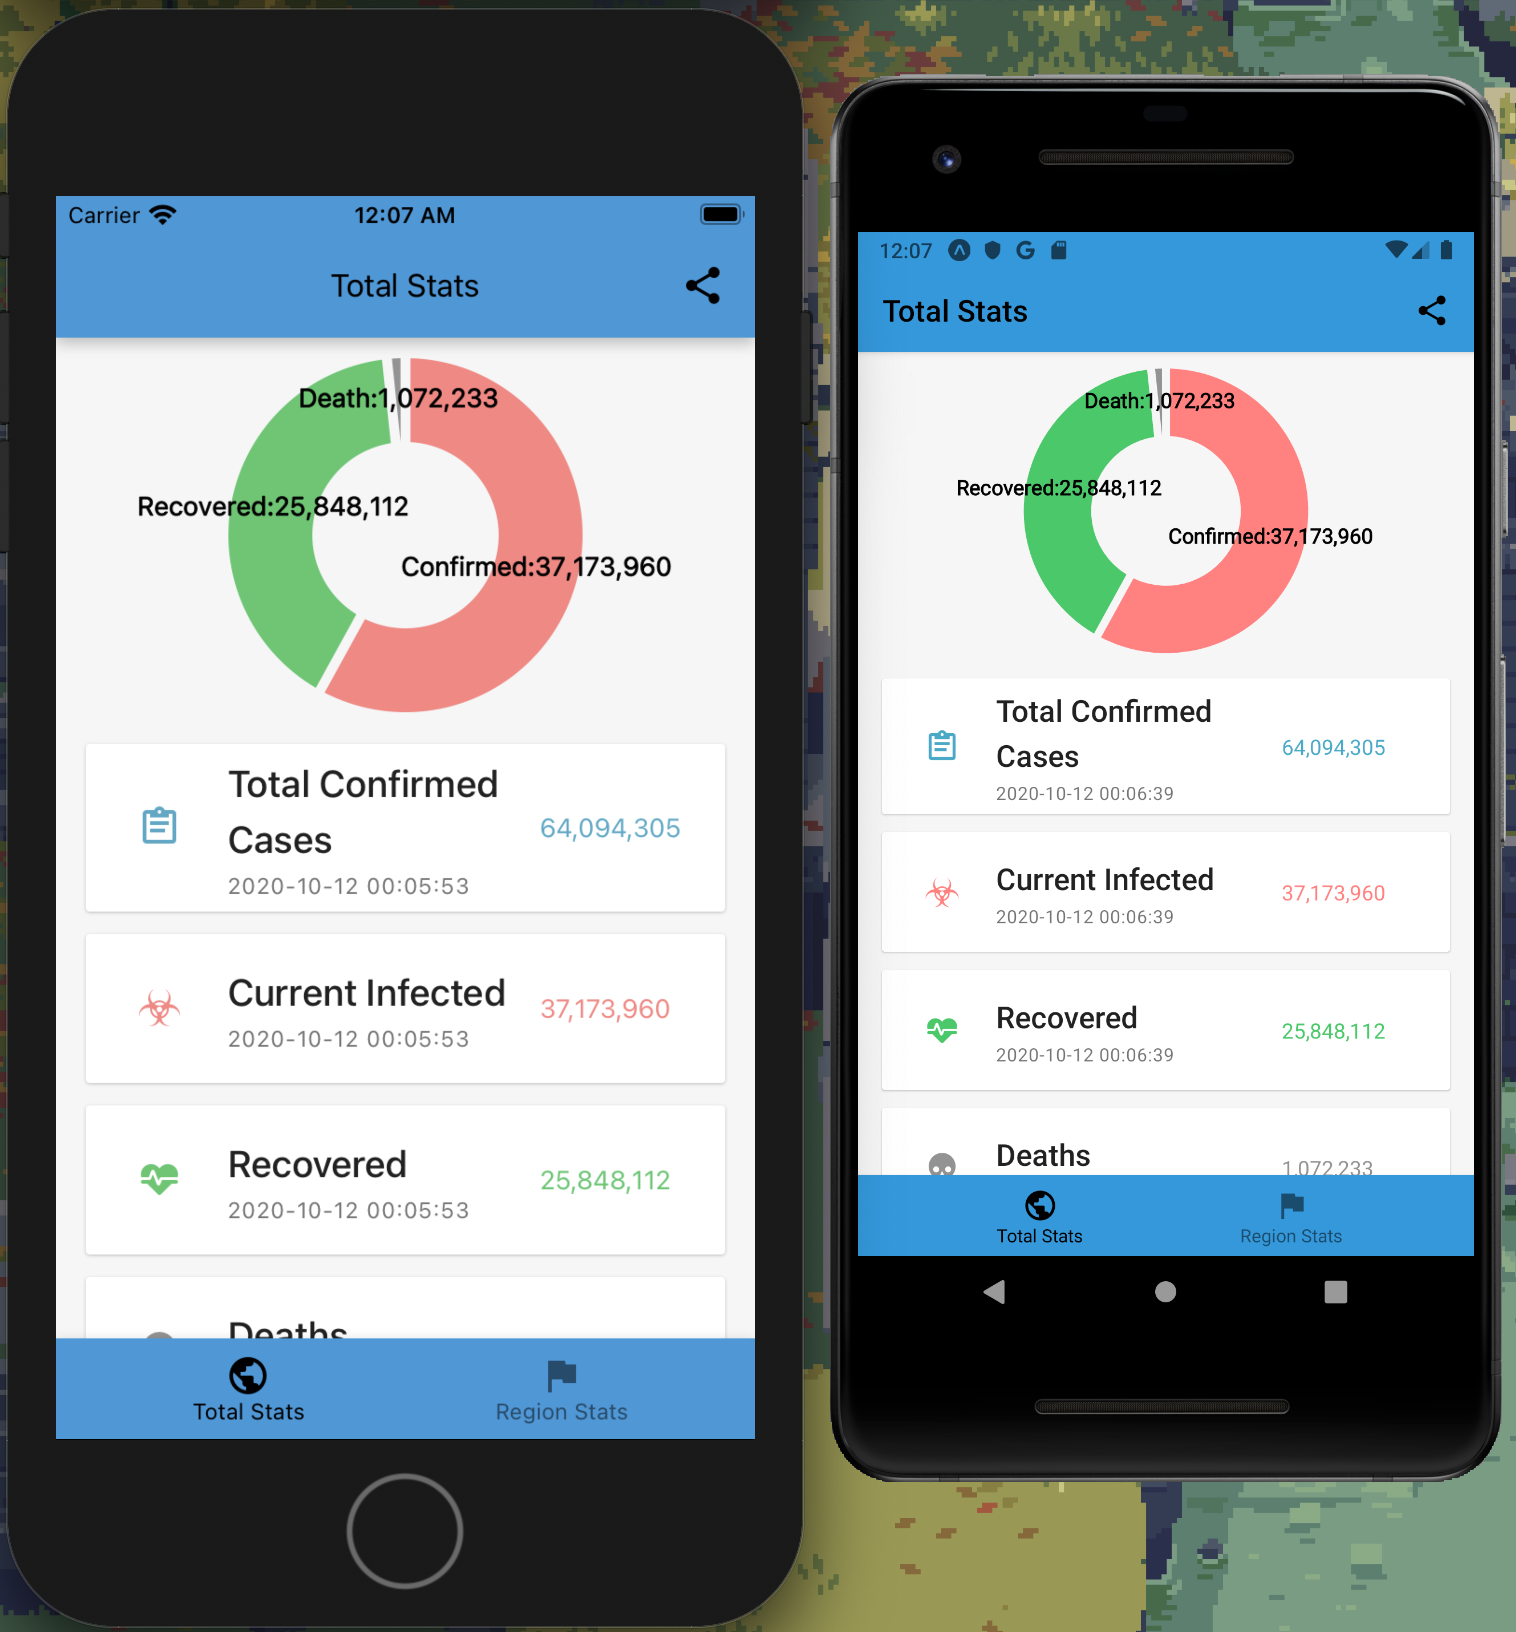 Carrier
12:07 AM
Total Stats
Death:1,072,233
Recovered:25,848,112
Confirmed:37,173,960
Total Confirmed
Cases
64,094,305
2020-10-12 00:05:53
Current Infected
37,173,960
2020-10-12 00:05:53
Recovered
25,848,112
2020-10-12 00:05:53
Deaths
Total Stats
Region Stats
12:07
Total Stats
Death:1,072,233
Recovered:25,848,112
Confirmed:37,173,960
Total Confirmed
Cases
64,094,305
2020-10-12 00:06:39
Current Infected
37,173,960
2020-10-12 00:06:39
Recovered
25,848,112
2020-10-12 00:06:39
Deaths
1,072,233
Total Stats
Region Stats